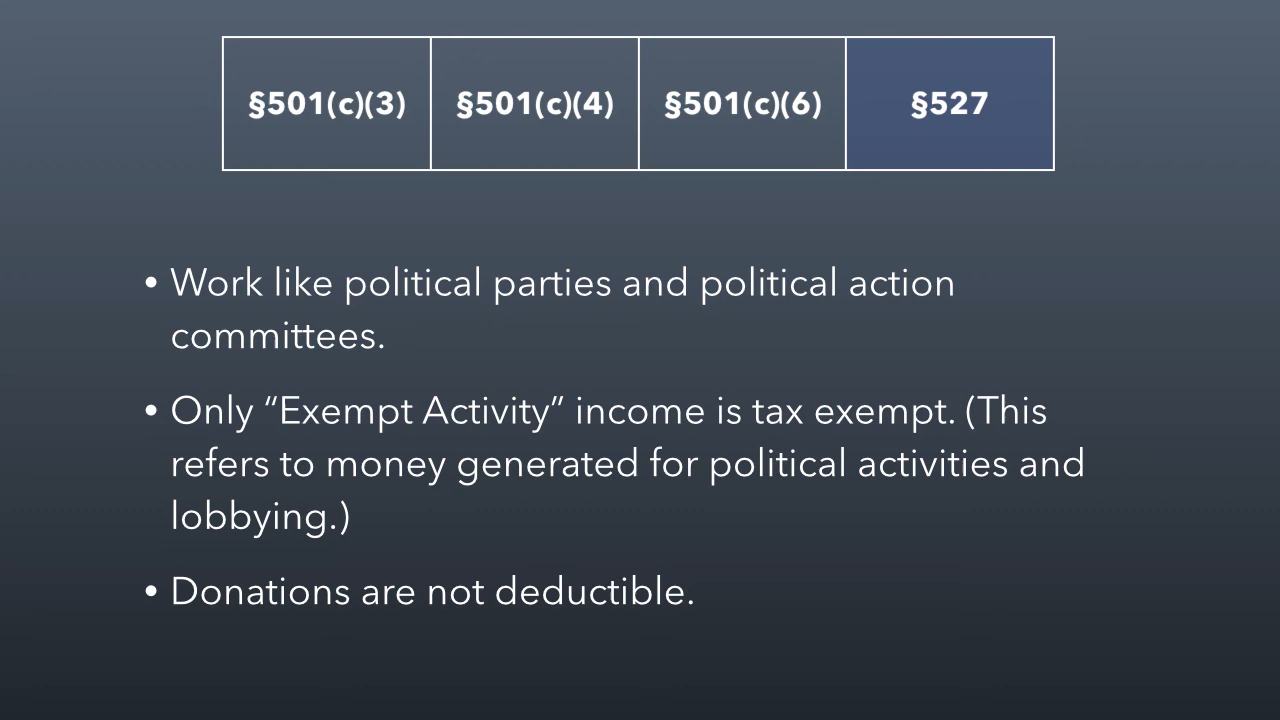 §501(c)(3) §501(c)(4) §501(c)(6) §527
• Work like political parties and political action
committees.
• Only “Exempt Activity” income is tax exempt. (This
refers to money generated for political activities and
lobbying.)
• Donations are not deductible.